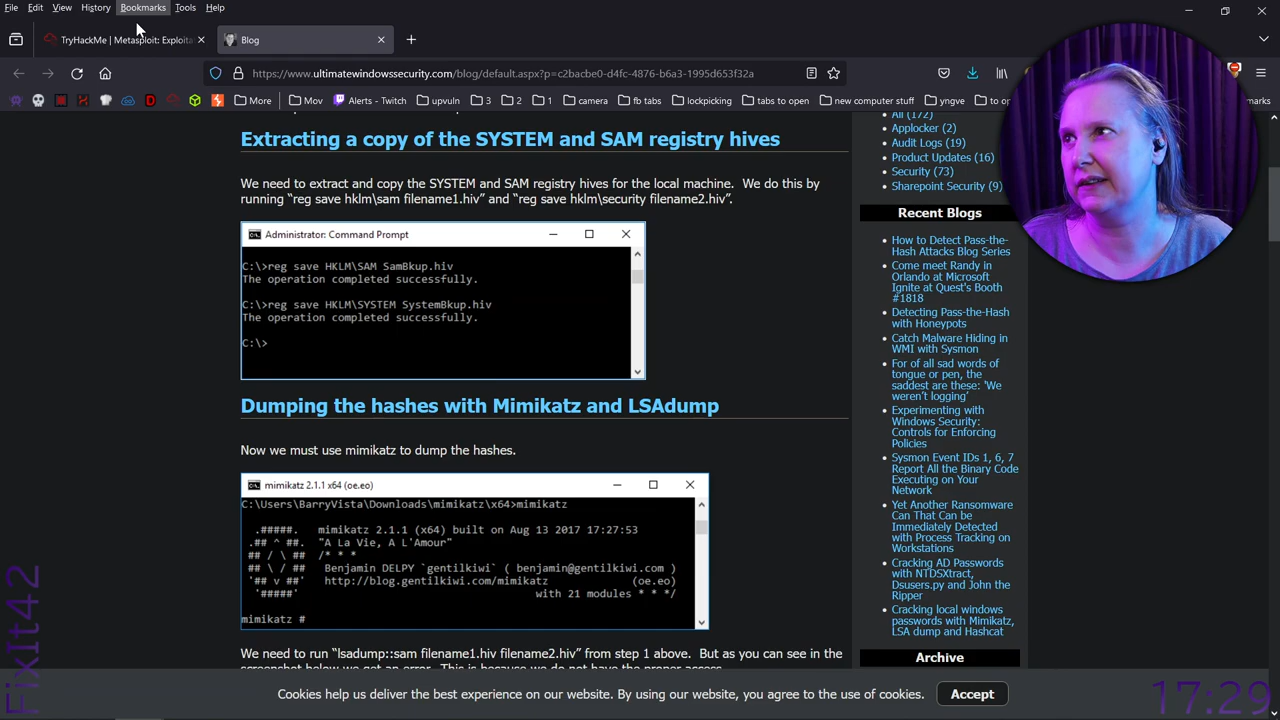 File Edit View History Bookmarks Tools Help
TryHackMe | Metasploit: Exploita
Blog
https://www.ultimatewindowssecurity.com/blog/default.aspx?p=c2bacbe0-d4fc-4876-b6a3-1995d653f32a
More Mov Alerts - Twitch upvuln 3 2 1 camera fb tabs lockpicking tabs to open new computer stuff yngve
Extracting a copy of the SYSTEM and SAM registry hives
We need to extract and copy the SYSTEM and SAM registry hives for the local machine. We do this by
running “reg save hklm\sam filename1.hiv” and “reg save hklm\security filename2.hiv”.
Administrator: Command Prompt
C:\>reg save HKLM\SAM SamBkup.hiv
The operation completed successfully.
C:\>reg save HKLM\SYSTEM SystemBkup.hiv
The operation completed successfully.
C:\>
Dumping the hashes with Mimikatz and LSAdump
Now we must use mimikatz to dump the hashes.
mimikatz 2.1.1 x64 (oe.eo)
C:\Users\BarryVista\Downloads\mimikatz\x64>mimikatz
.#####. mimikatz 2.1.1 (x64) built on Aug 13 2017 17:27:53
.## ^ ##. "A La Vie, A L'Amour"
## / \ ## /* * *
## \ / ## Benjamin DELPY `gentilkiwi` ( benjamin@gentilkiwi.com )
'## v ##' http://blog.gentilkiwi.com/mimikatz (oe.eo)
'#####' with 21 modules * * */
mimikatz #
We need to run “lsadump::sam filename1.hiv filename2.hiv” from step 1 above. But as you can see in the
screenshot below we get an error. This is because we do not have the proper access.
All (172)
Applocker (2)
Audit Logs (19)
Product Updates (16)
Security (73)
Sharepoint Security (9)
Recent Blogs
How to Detect Pass-the-
Hash Attacks Blog Series
Come meet Randy in
Orlando at Microsoft
Ignite at Quest's Booth
#1818
Detecting Pass-the-Hash
with Honeypots
Catch Malware Hiding in
WMI with Sysmon
For of all sad words of
tongue or pen, the
saddest are these: 'We
weren’t logging’
Experimenting with
Windows Security:
Controls for Enforcing
Policies
Sysmon Event IDs 1, 6, 7
Report All the Binary Code
Executing on Your
Network
Yet Another Ransomware
Can That Can be
Immediately Detected
with Process Tracking on
Workstations
Cracking AD Passwords
with NTDSXtract,
Dsusers.py and John the
Ripper
Cracking local windows
passwords with Mimikatz,
LSA dump and Hashcat
Archive
Cookies help us deliver the best experience on our website. By using our website, you agree to the use of cookies.
Accept
FixIt42
17:29